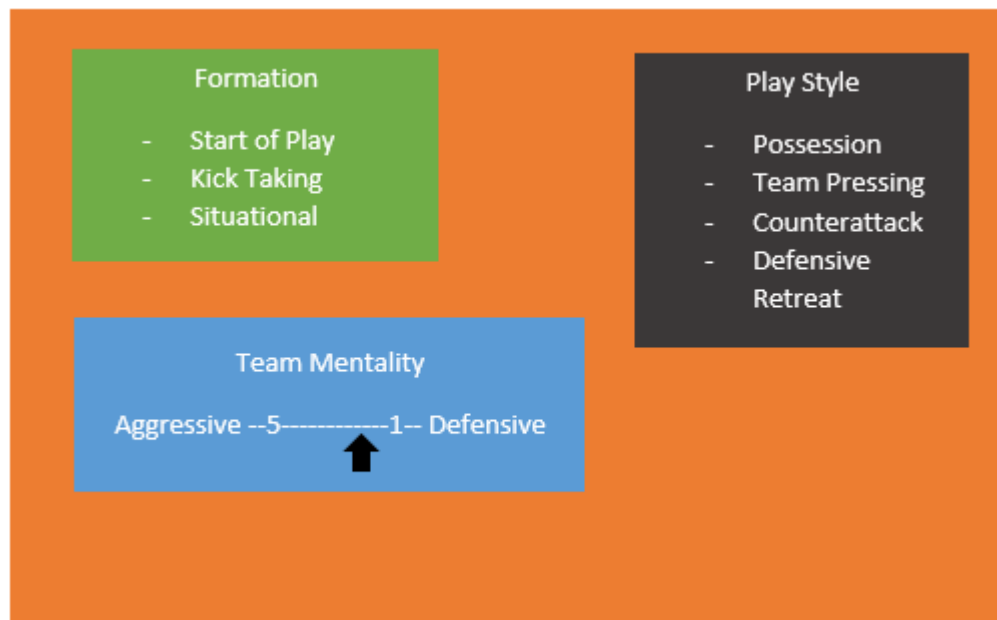 Formation
- Start of Play
- Kick Taking
- Situational
Play Style
- Possession
- Team Pressing
- Counterattack
- Defensive
Retreat
Team Mentality
Aggressive --5------------1-- Defensive